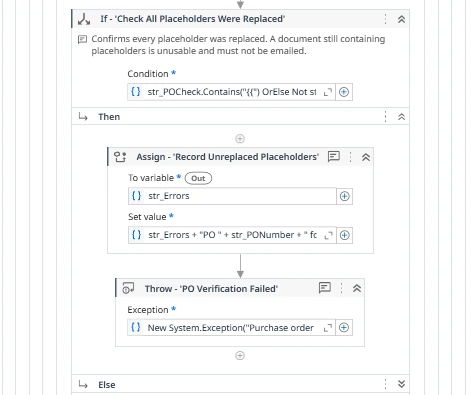 If - 'Check All Placeholders Were Replaced'
Confirms every placeholder was replaced. A document still containing
placeholders is unusable and must not be emailed.
Condition *
{} str_POCheck.Contains("{{") OrElse Not st
Then
Assign - 'Record Unreplaced Placeholders'
To variable * Out
{} str_Errors
Set value *
{} str_Errors + "PO " + str_PONumber + " fo
Throw - 'PO Verification Failed'
Exception *
{} New System.Exception("Purchase order
Else